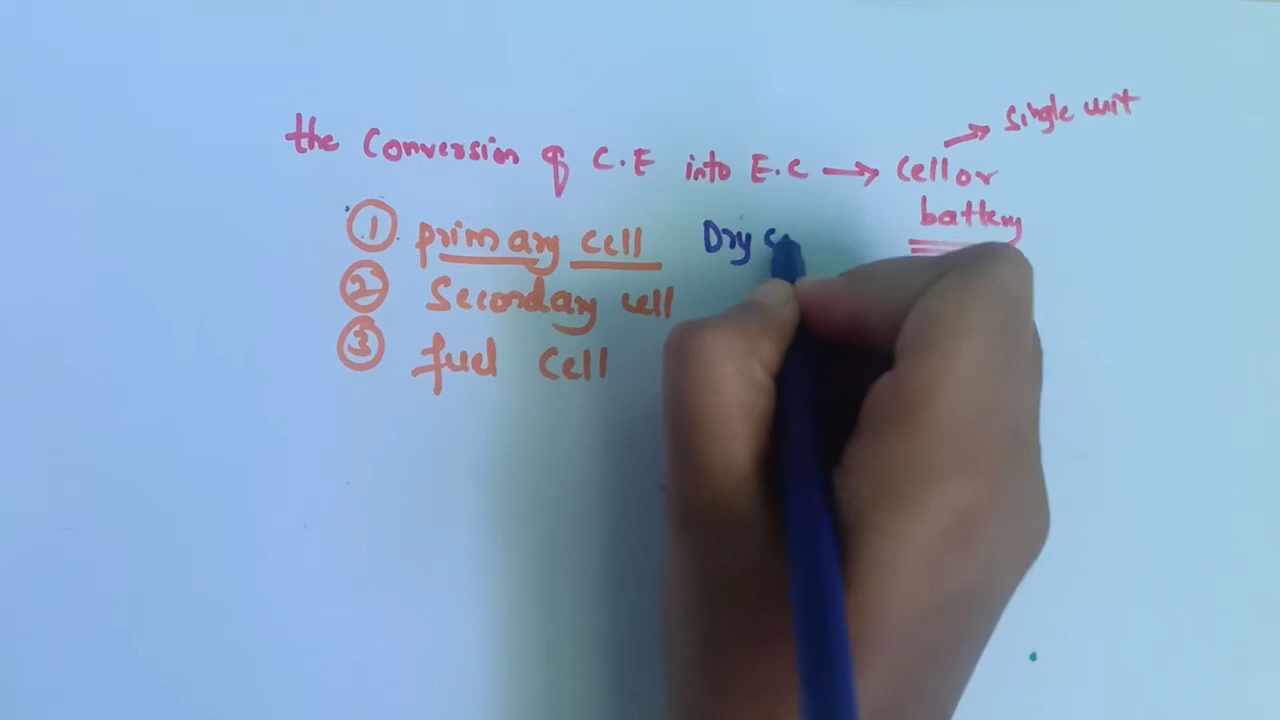 single unit
the Conversion of C.E into E.C → Cell or
battery
① primary cell Dry c
② Secondary cell
③ fuel Cell